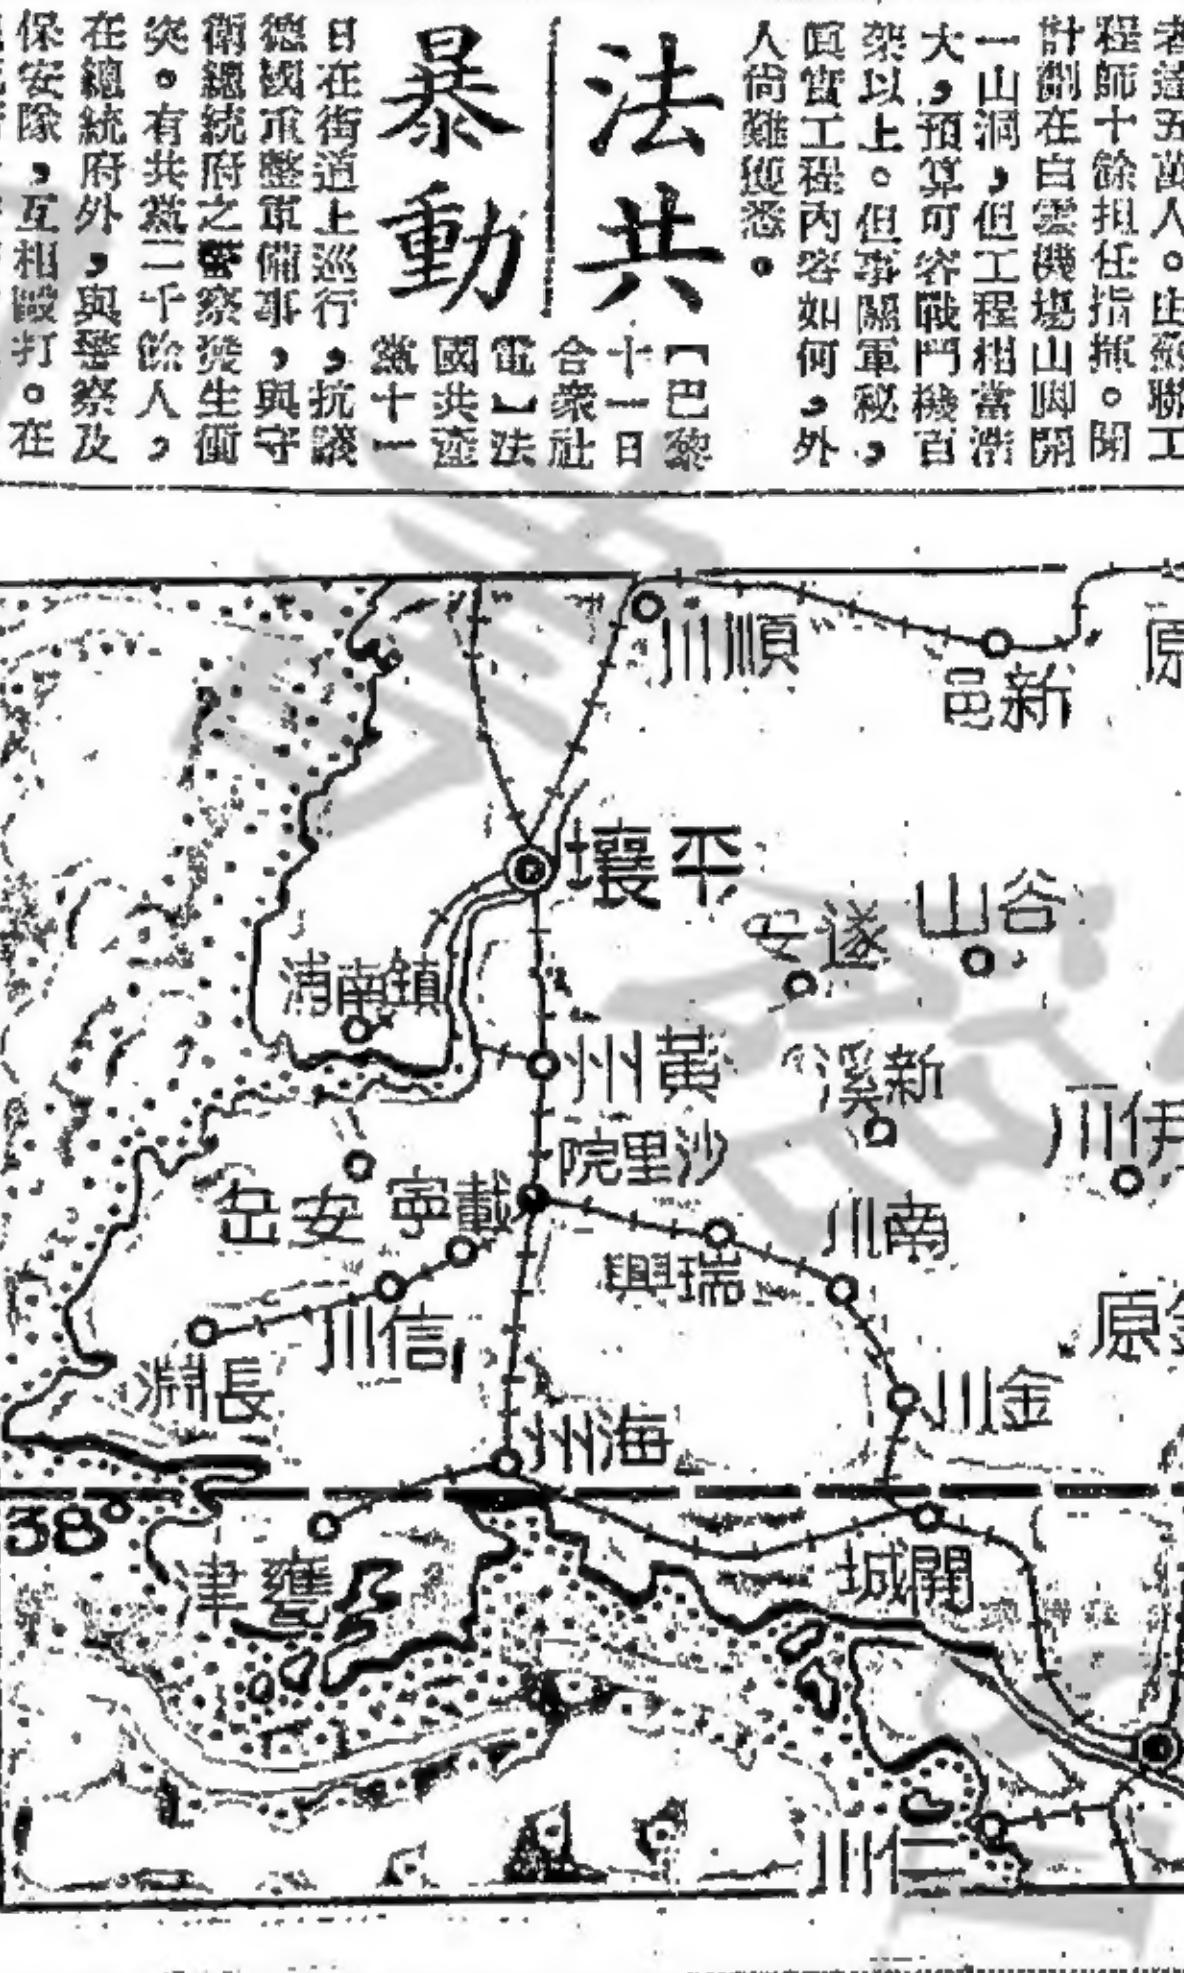 者達五萬人。由蘇聯工
程師十餘担任指揮。聞
計劃在白雲機場山脚開
一山洞，但工程相當浩
大，預算可容戰鬥機百
架以上。但事關軍秘，
眞實工程內容如何，外
人尙難獲悉。
法共
暴動
【巴黎
十一日
合衆社
電】法
國共產
黨十一
日在街道上巡行，抗議
德國重整軍備事，與守
衛總統府之警察發生衝
突。有共黨二千餘人，
在總統府外，與警察及
保安隊，互相毆打。在
順川
新邑
原
平壤
遂安
谷山
鎮南浦
黃州
新溪
伊川
沙里院
安岳
載寧
瑞興
南川
信川
長淵
金川
海州
38°
甕津
開城
仁川